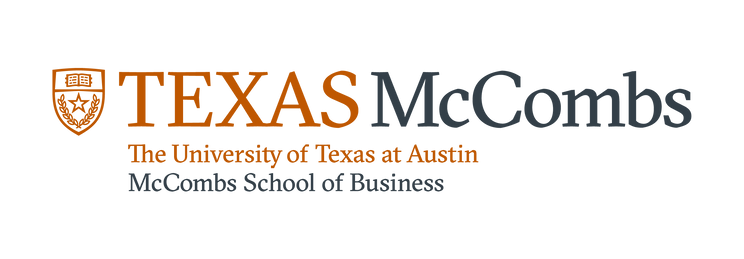 TEXAS McCombs
The University of Texas at Austin
McCombs School of Business